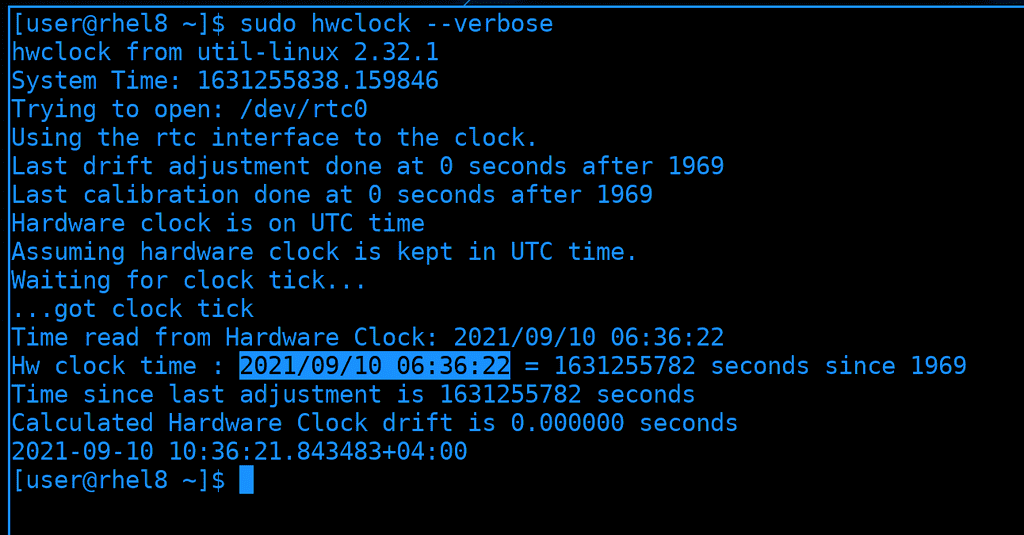 [user@rhel8 ~]$ sudo hwclock --verbose
hwclock from util-linux 2.32.1
System Time: 1631255838.159846
Trying to open: /dev/rtc0
Using the rtc interface to the clock.
Last drift adjustment done at 0 seconds after 1969
Last calibration done at 0 seconds after 1969
Hardware clock is on UTC time
Assuming hardware clock is kept in UTC time.
Waiting for clock tick...
...got clock tick
Time read from Hardware Clock: 2021/09/10 06:36:22
Hw clock time : 2021/09/10 06:36:22 = 1631255782 seconds since 1969
Time since last adjustment is 1631255782 seconds
Calculated Hardware Clock drift is 0.000000 seconds
2021-09-10 10:36:21.843483+04:00
[user@rhel8 ~]$